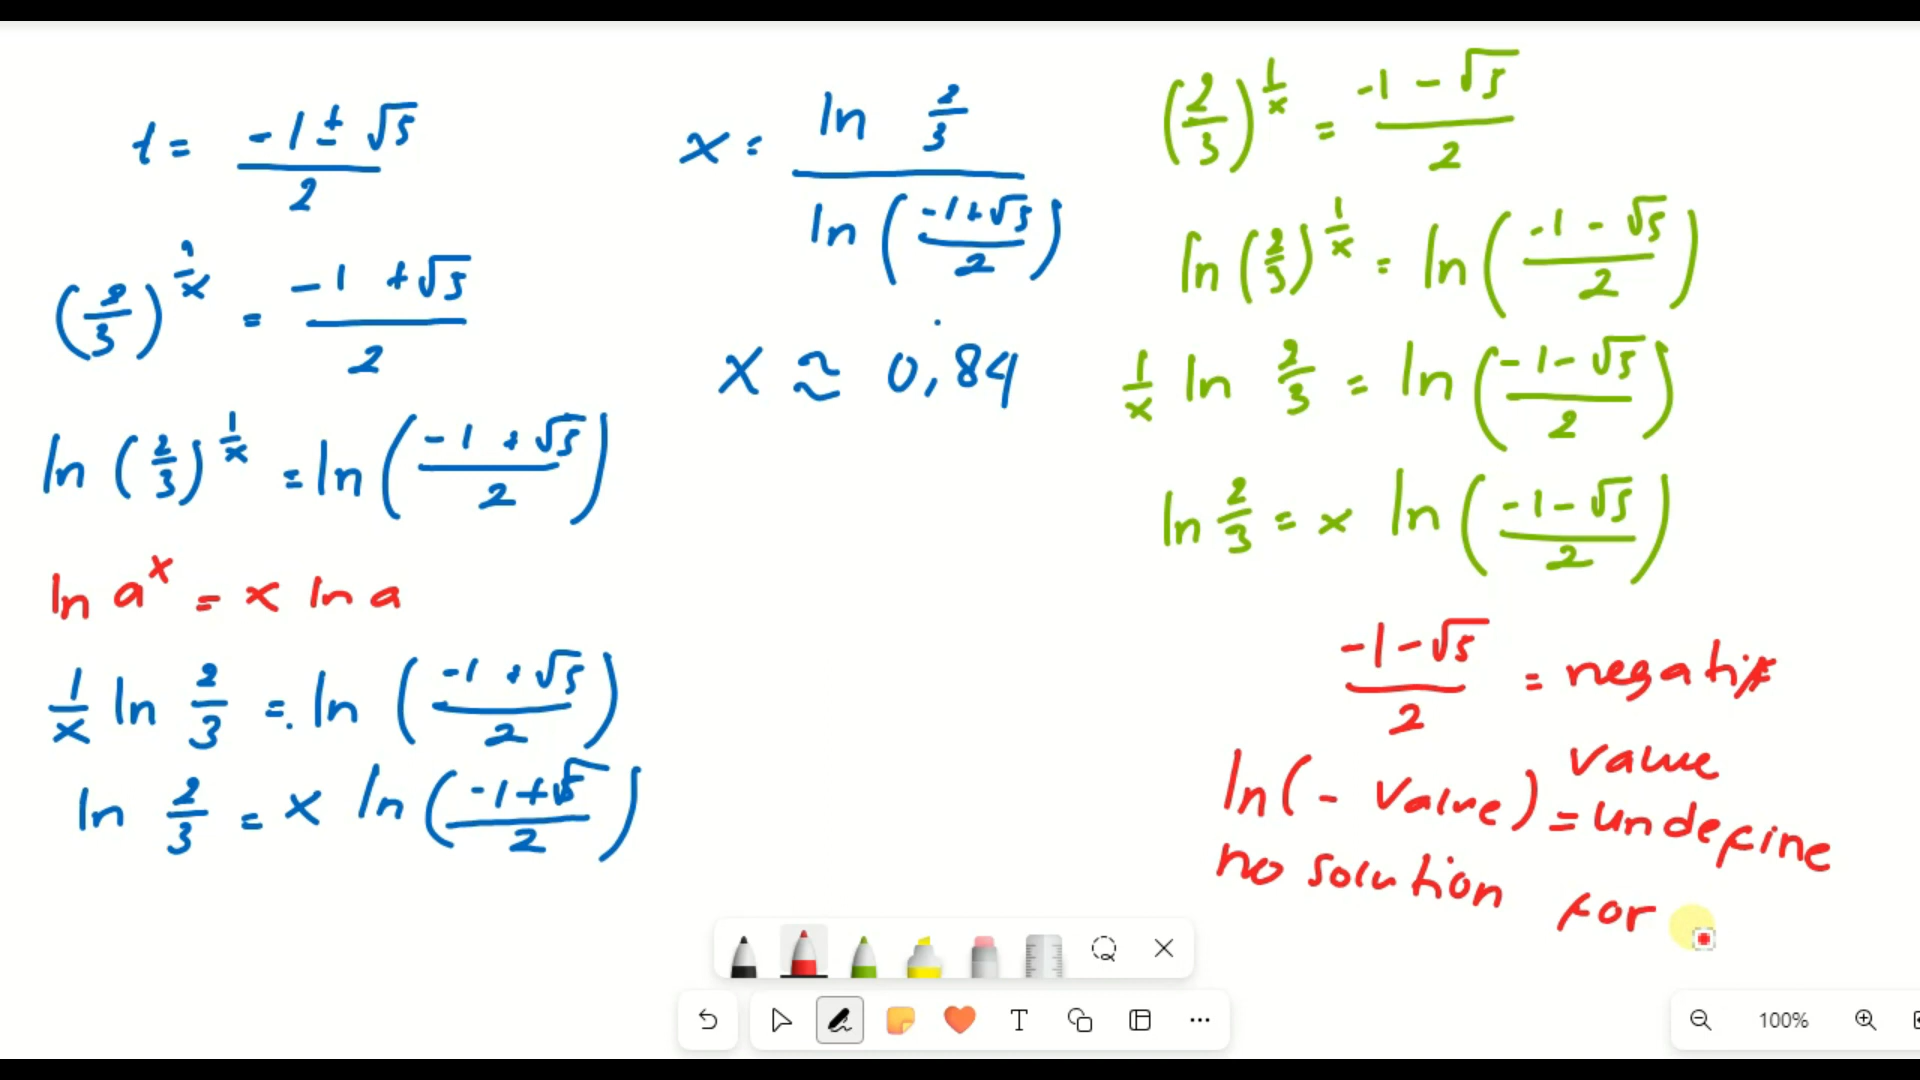 t = (-1 ± √5)/2
(2/3)^(1/x) = (-1 + √5)/2
ln (2/3)^(1/x) = ln ((-1 + √5)/2)
ln a^x = x ln a
1/x ln 2/3 = ln ((-1 + √5)/2)
ln 2/3 = x ln ((-1 + √5)/2)
x = (ln 2/3)/(ln ((-1 + √5)/2))
x ≈ 0,84
(2/3)^(1/x) = (-1 - √5)/2
ln (2/3)^(1/x) = ln ((-1 - √5)/2)
1/x ln 2/3 = ln ((-1 - √5)/2)
ln 2/3 = x ln ((-1 - √5)/2)
(-1 - √5)/2 = negatif
value
ln (- value) = undefine
no solution for
T
100%